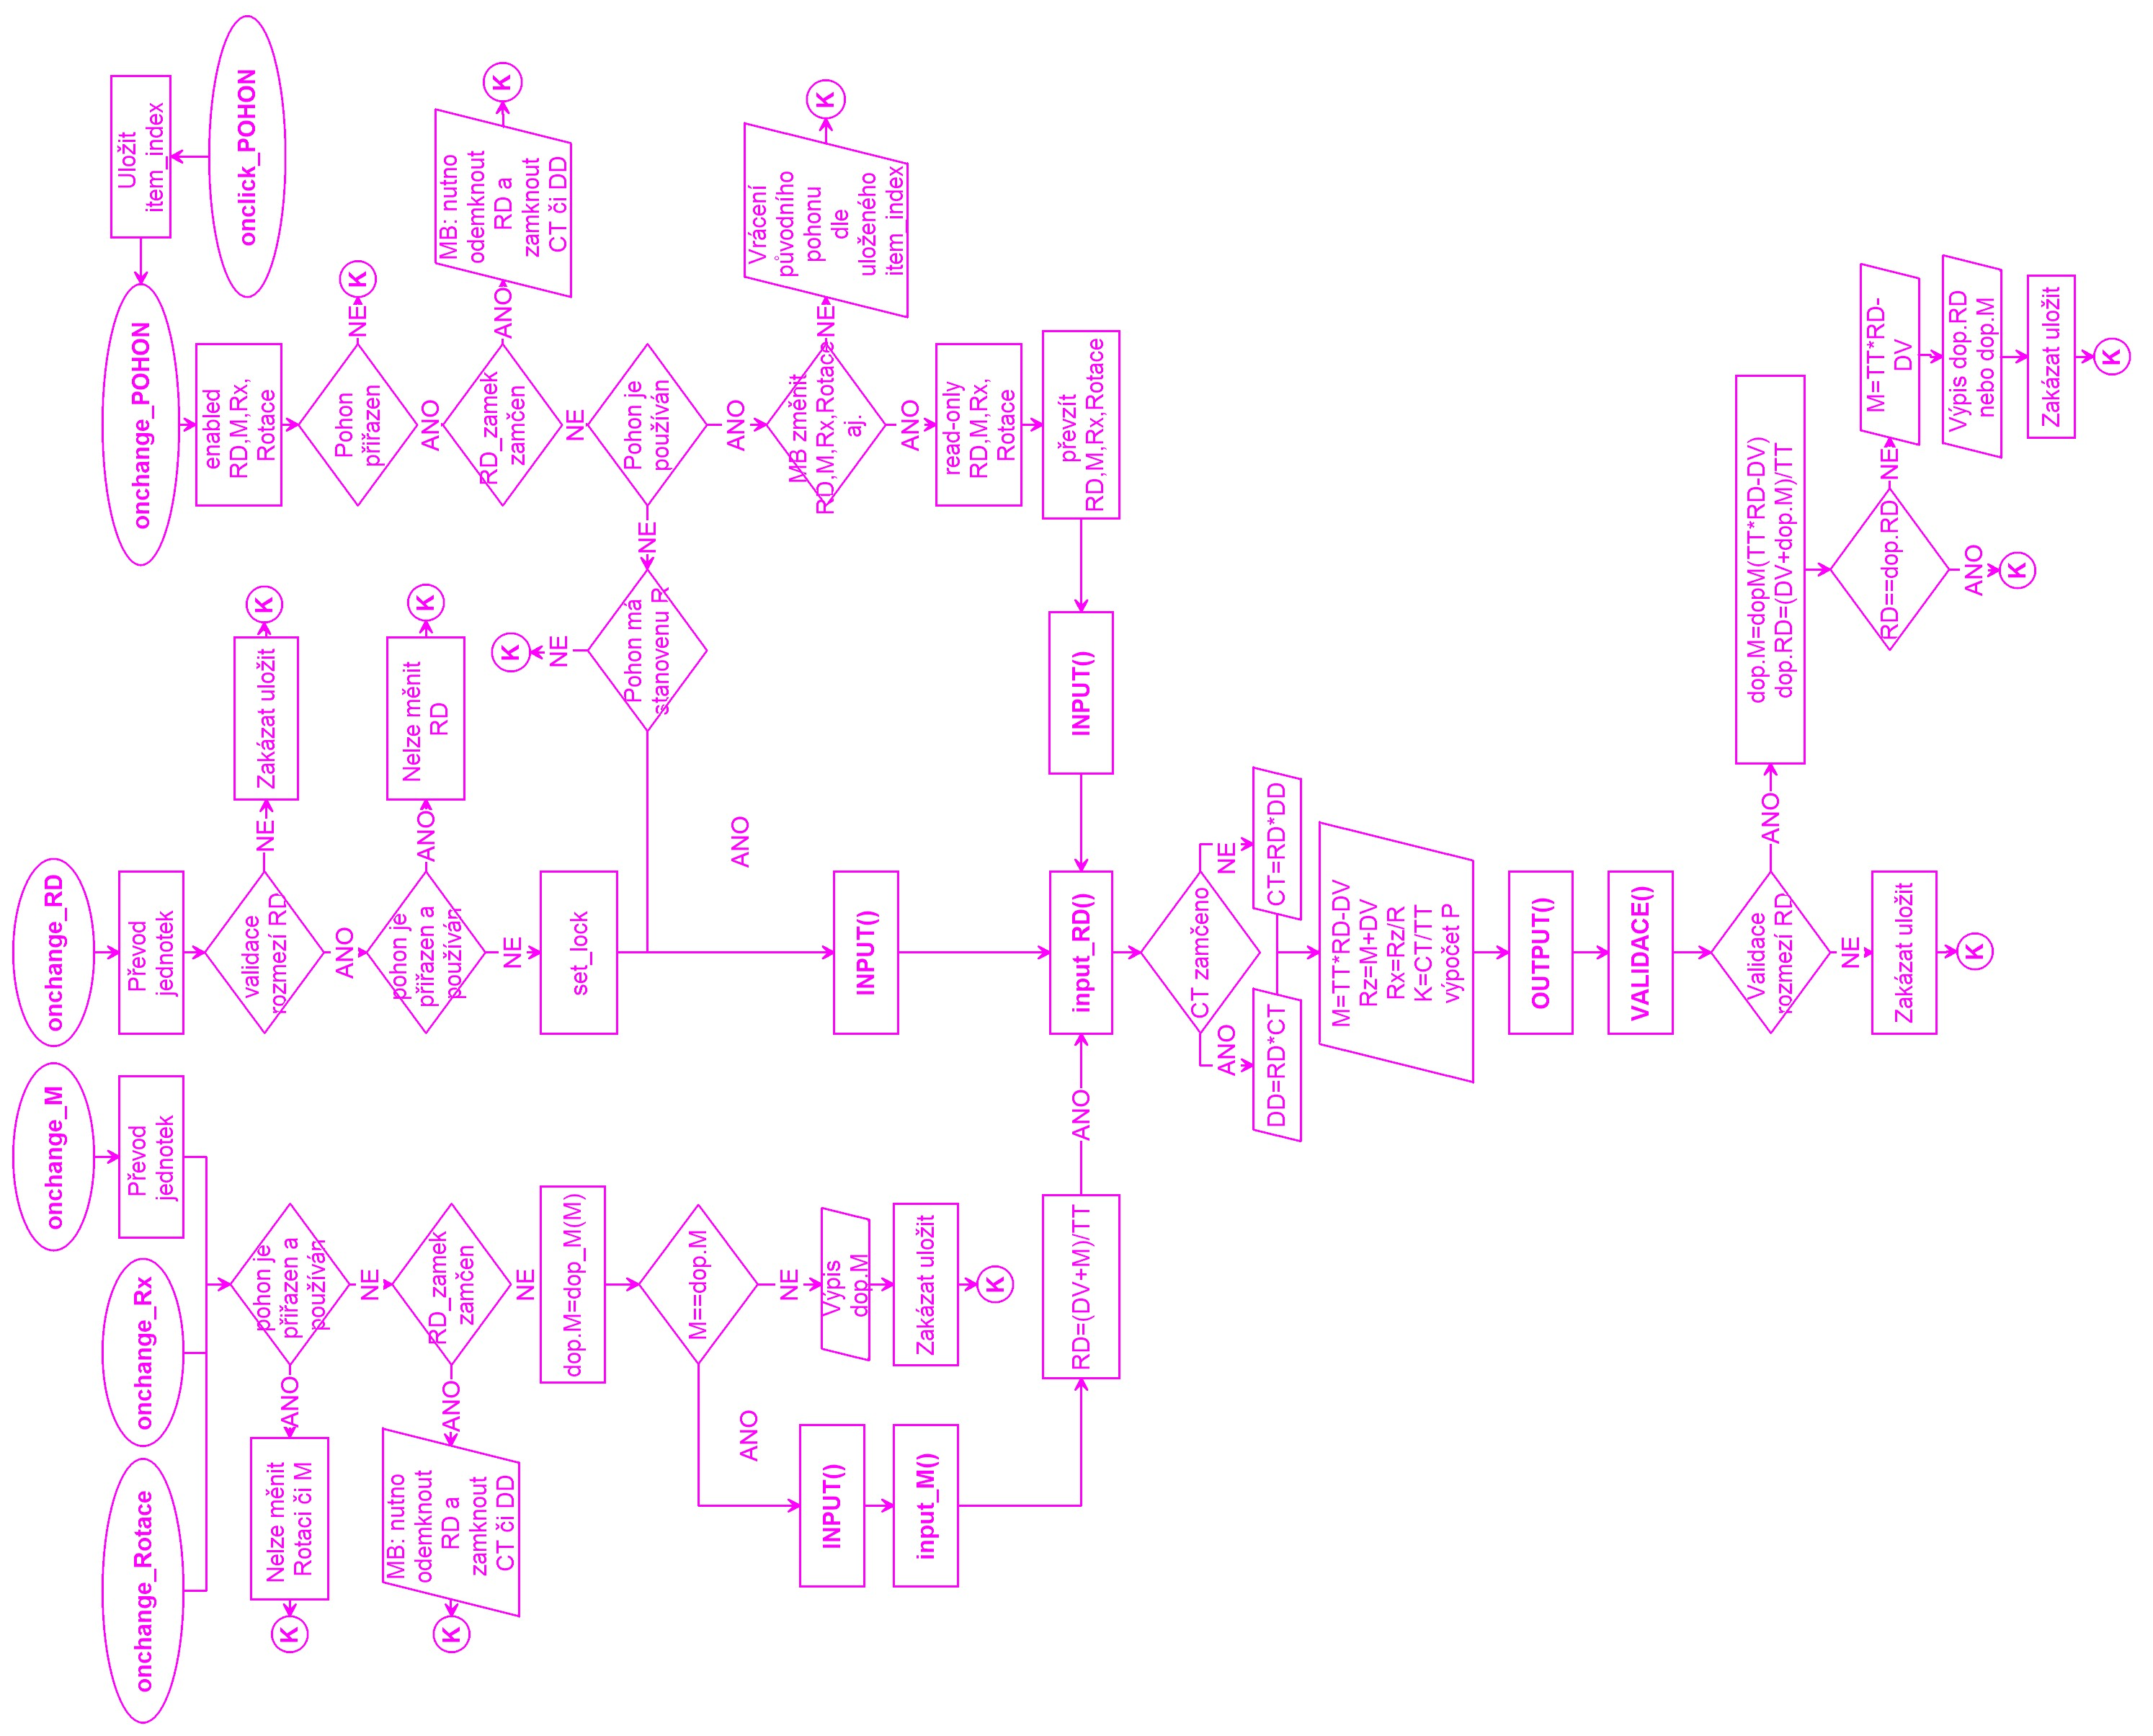 onchange_Rotace
onchange_Rx
onchange_M
Převod
jednotek
pohon je
přiřazen a
používán
ANO
Nelze měnit
Rotaci či M
K
NE
RD_zamek
zamčen
ANO
MB: nutno
odemknout
RD a
zamknout
CT či DD
K
NE
dop.M=dop_M(M)
M==dop.M
NE
Výpis
dop.M
Zakázat uložit
K
ANO
INPUT()
input_M()
RD=(DV+M)/TT
ANO
onchange_RD
Převod
jednotek
validace
rozmezí RD
NE
Zakázat uložit
K
ANO
pohon je
přiřazen a
používán
ANO
Nelze měnit
RD
K
NE
set_lock
INPUT()
input_RD()
onclick_POHON
Uložit
item_index
onchange_POHON
enabled
RD,M,Rx,
Rotace
Pohon
přiřazen
NE
K
ANO
RD_zamek
zamčen
ANO
MB: nutno
odemknout
RD a
zamknout
CT či DD
K
NE
Pohon je
používán
NE
Pohon má
stanovenu R
NE
K
ANO
ANO
MB změnit
RD,M,Rx,Rotace
aj.
NE
Vrácení
původního
pohonu
dle
uloženého
item_index
K
ANO
read-only
RD,M,Rx,
Rotace
převzít
RD,M,Rx,Rotace
INPUT()
CT zamčeno
ANO
DD=RD*CT
NE
CT=RD*DD
M=TT*RD-DV
Rz=M+DV
Rx=Rz/R
K=CT/TT
výpočet P
OUTPUT()
VALIDACE()
Validace
rozmezí RD
NE
Zakázat uložit
K
ANO
dop.M=dopM(TT*RD-DV)
dop.RD=(DV+dop.M)/TT
RD==dop.RD
ANO
K
NE
M=TT*RD-
DV
Výpis dop.RD
nebo dop.M
Zakázat uložit
K